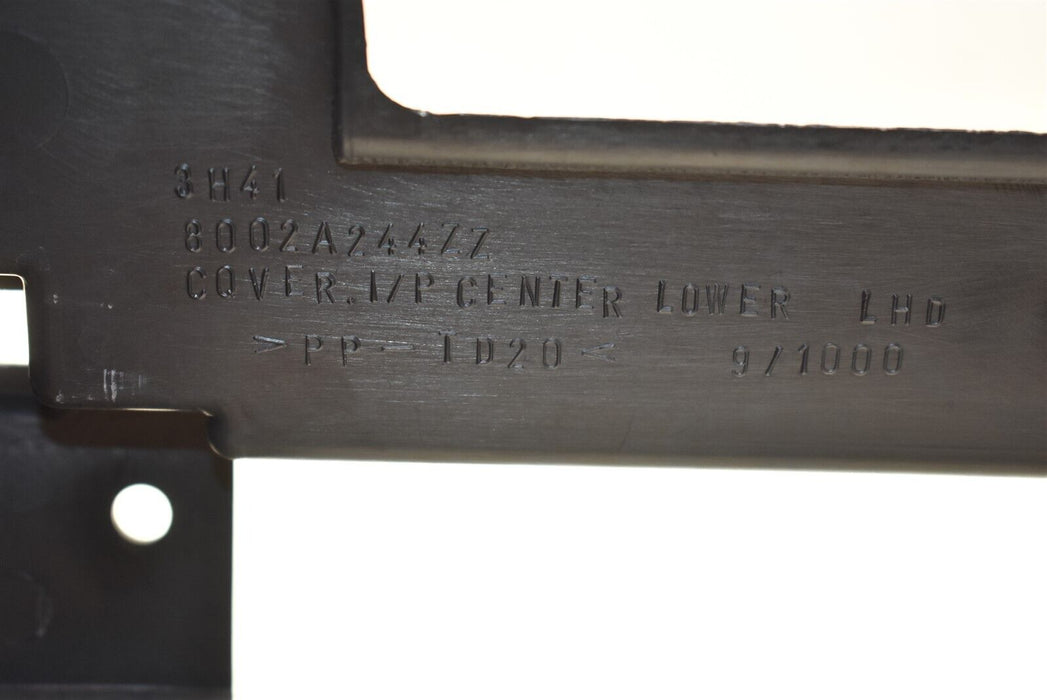 3H41
8002A244ZZ
COVER, I/P CENTER LOWER LHD
>PP-TD20< 9/1000